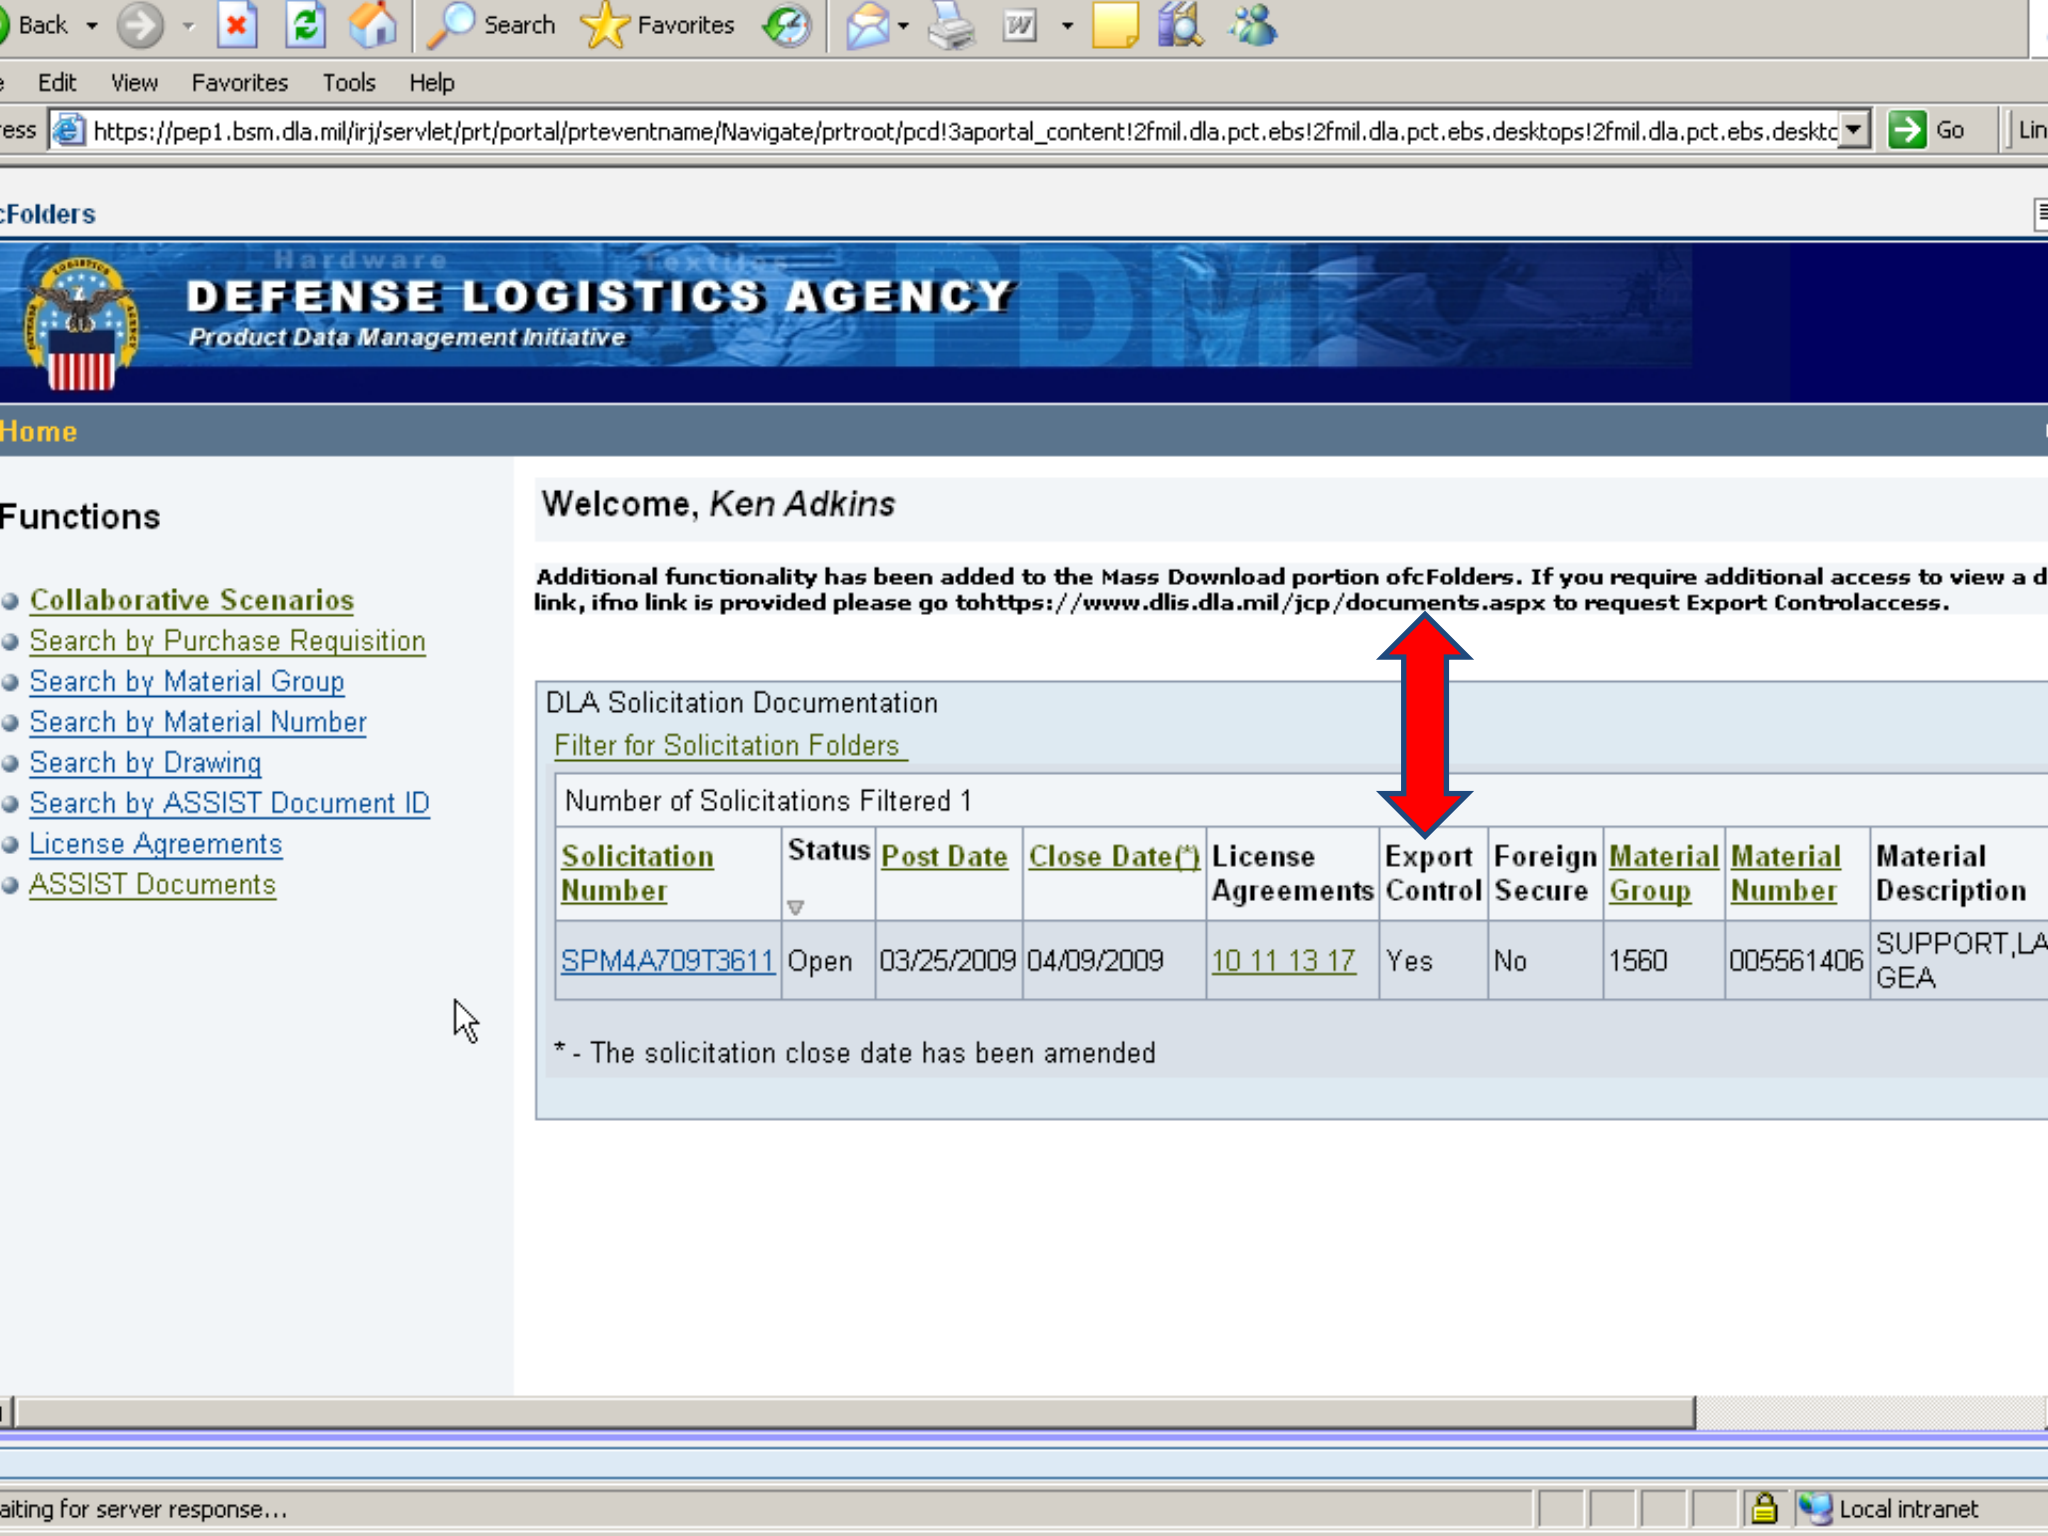 Back
Search
Favorites
Edit View Favorites Tools Help
ress https://pep1.bsm.dla.mil/irj/servlet/prt/portal/prteventname/Navigate/prtroot/pcd!3aportal_content!2fmil.dla.pct.ebs!2fmil.dla.pct.ebs.desktops!2fmil.dla.pct.ebs.desktc Go Lin
cFolders
Hardware Textiles
PDMI
DEFENSE LOGISTICS AGENCY
Product Data Management Initiative
Home
Functions
Collaborative Scenarios
Search by Purchase Requisition
Search by Material Group
Search by Material Number
Search by Drawing
Search by ASSIST Document ID
License Agreements
ASSIST Documents
Welcome, Ken Adkins
Additional functionality has been added to the Mass Download portion ofcFolders. If you require additional access to view a d
link, ifno link is provided please go tohttps://www.dlis.dla.mil/jcp/documents.aspx to request Export Controlaccess.
DLA Solicitation Documentation
Filter for Solicitation Folders
Number of Solicitations Filtered 1
Solicitation Number Status Post Date Close Date(*) License Agreements Export Control Foreign Secure Material Group Material Number Material Description
SPM4A709T3611 Open 03/25/2009 04/09/2009 10 11 13 17 Yes No 1560 005561406 SUPPORT,LA GEA
* - The solicitation close date has been amended
aiting for server response...
Local intranet